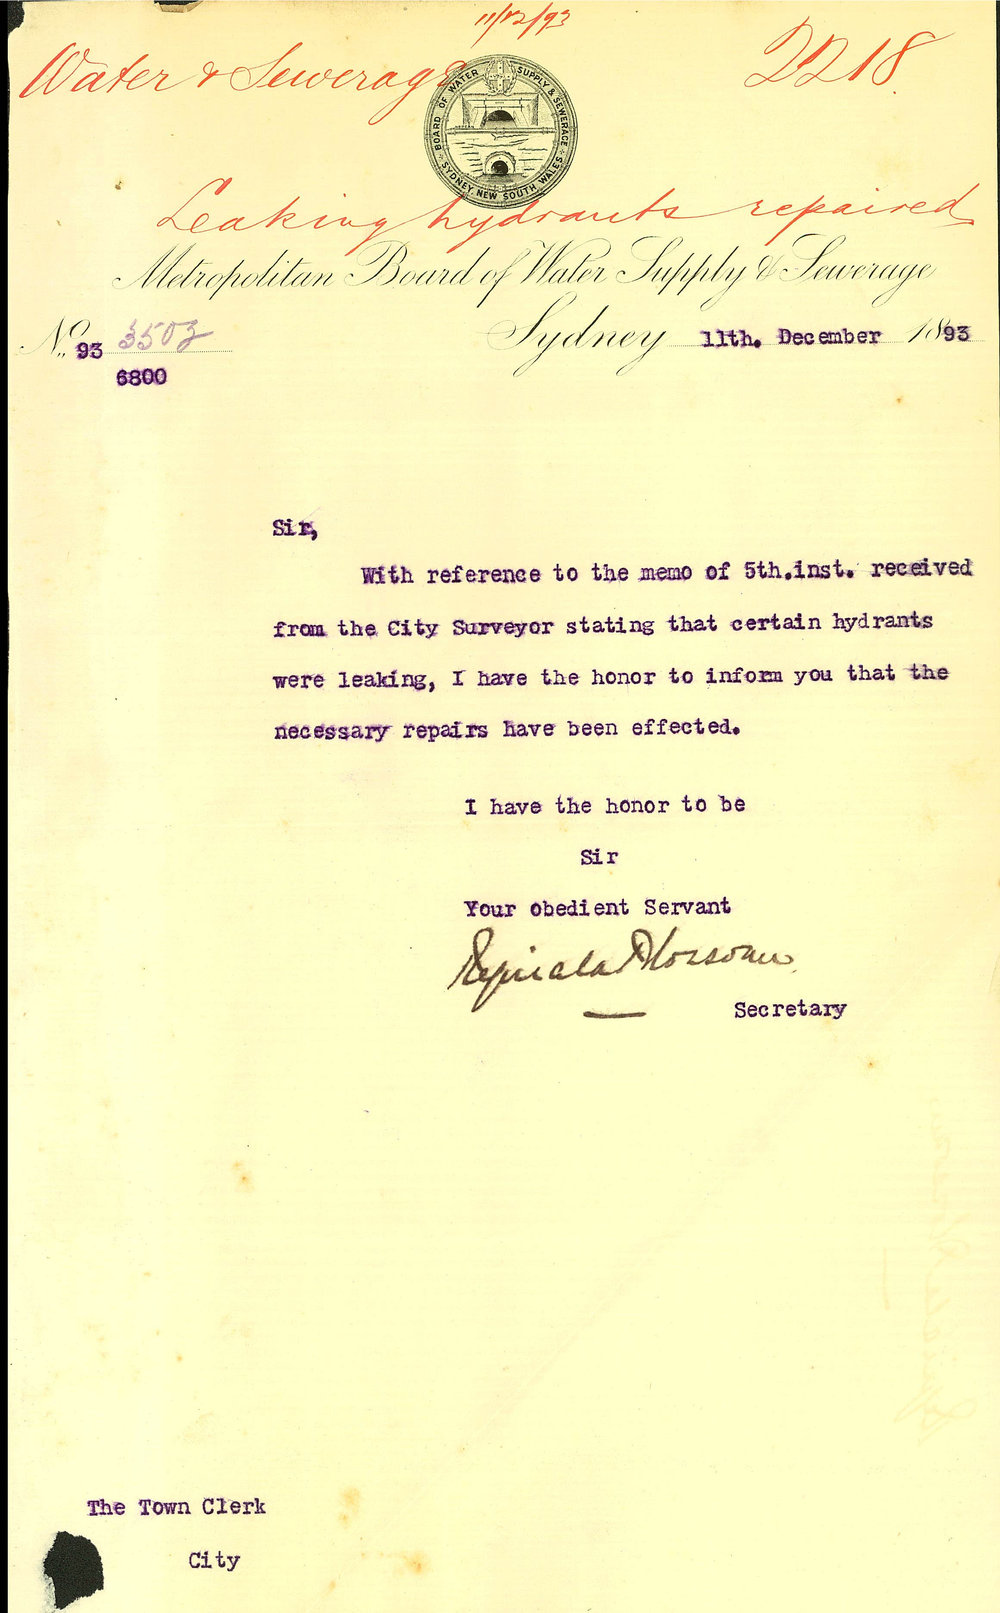 11/12/93
Water & Sewerage
2218.
BOARD OF WATER SUPPLY & SEWERAGE
SYDNEY, NEW SOUTH WALES
Leaking hydrants repaired
Metropolitan Board of Water Supply & Sewerage
No. 93 3503
6800
Sydney 11th. December 1893
Sir,
With reference to the memo of 5th.inst. received
from the City Surveyor stating that certain hydrants
were leaking, I have the honor to inform you that the
necessary repairs have been effected.
I have the honor to be
Sir
Your obedient Servant
Secretary
The Town Clerk
City